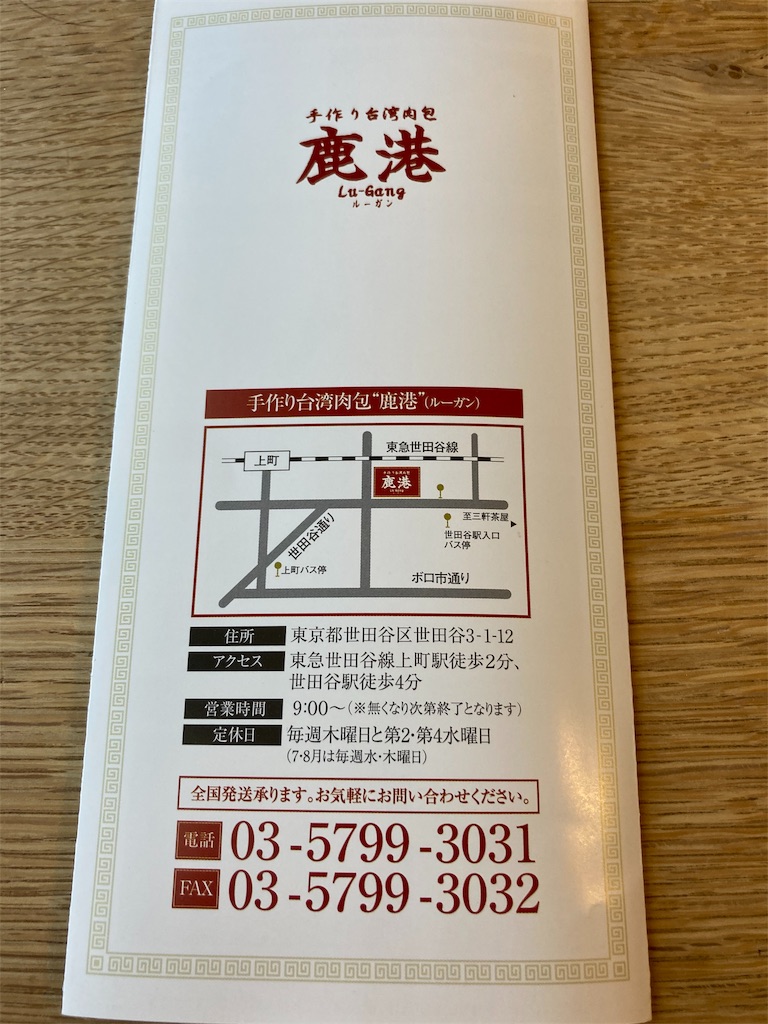 手作り台湾肉包
鹿港
Lu-Gang
ルーガン
手作り台湾肉包“鹿港”(ルーガン)
上町
東急世田谷線
手作り台湾肉包
鹿港
Lu-Gang
世田谷通り
至三軒茶屋
世田谷駅入口
バス停
上町バス停
ボロ市通り
住所 東京都世田谷区世田谷3-1-12
アクセス 東急世田谷線上町駅徒歩2分、
世田谷駅徒歩4分
営業時間 9:00〜(※無くなり次第終了となります)
定休日 毎週木曜日と第2・第4水曜日
(7・8月は毎週水・木曜日)
全国発送承ります。お気軽にお問い合わせください。
電話 03-5799-3031
FAX 03-5799-3032